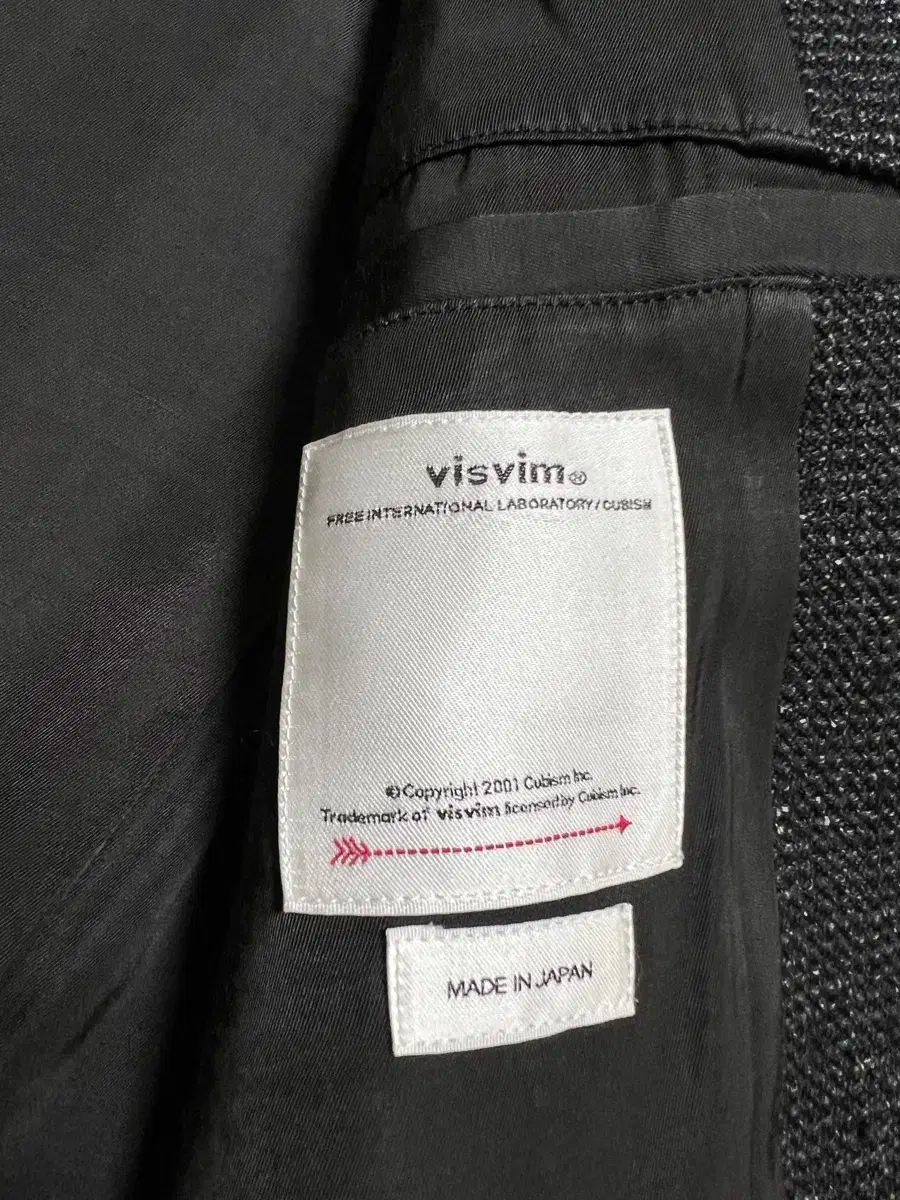 visvim®
FREE INTERNATIONAL LABORATORY/CUBISM
© Copyright 2001 Cubism Inc.
Trademark of visvim licensed by Cubism Inc.
MADE IN JAPAN